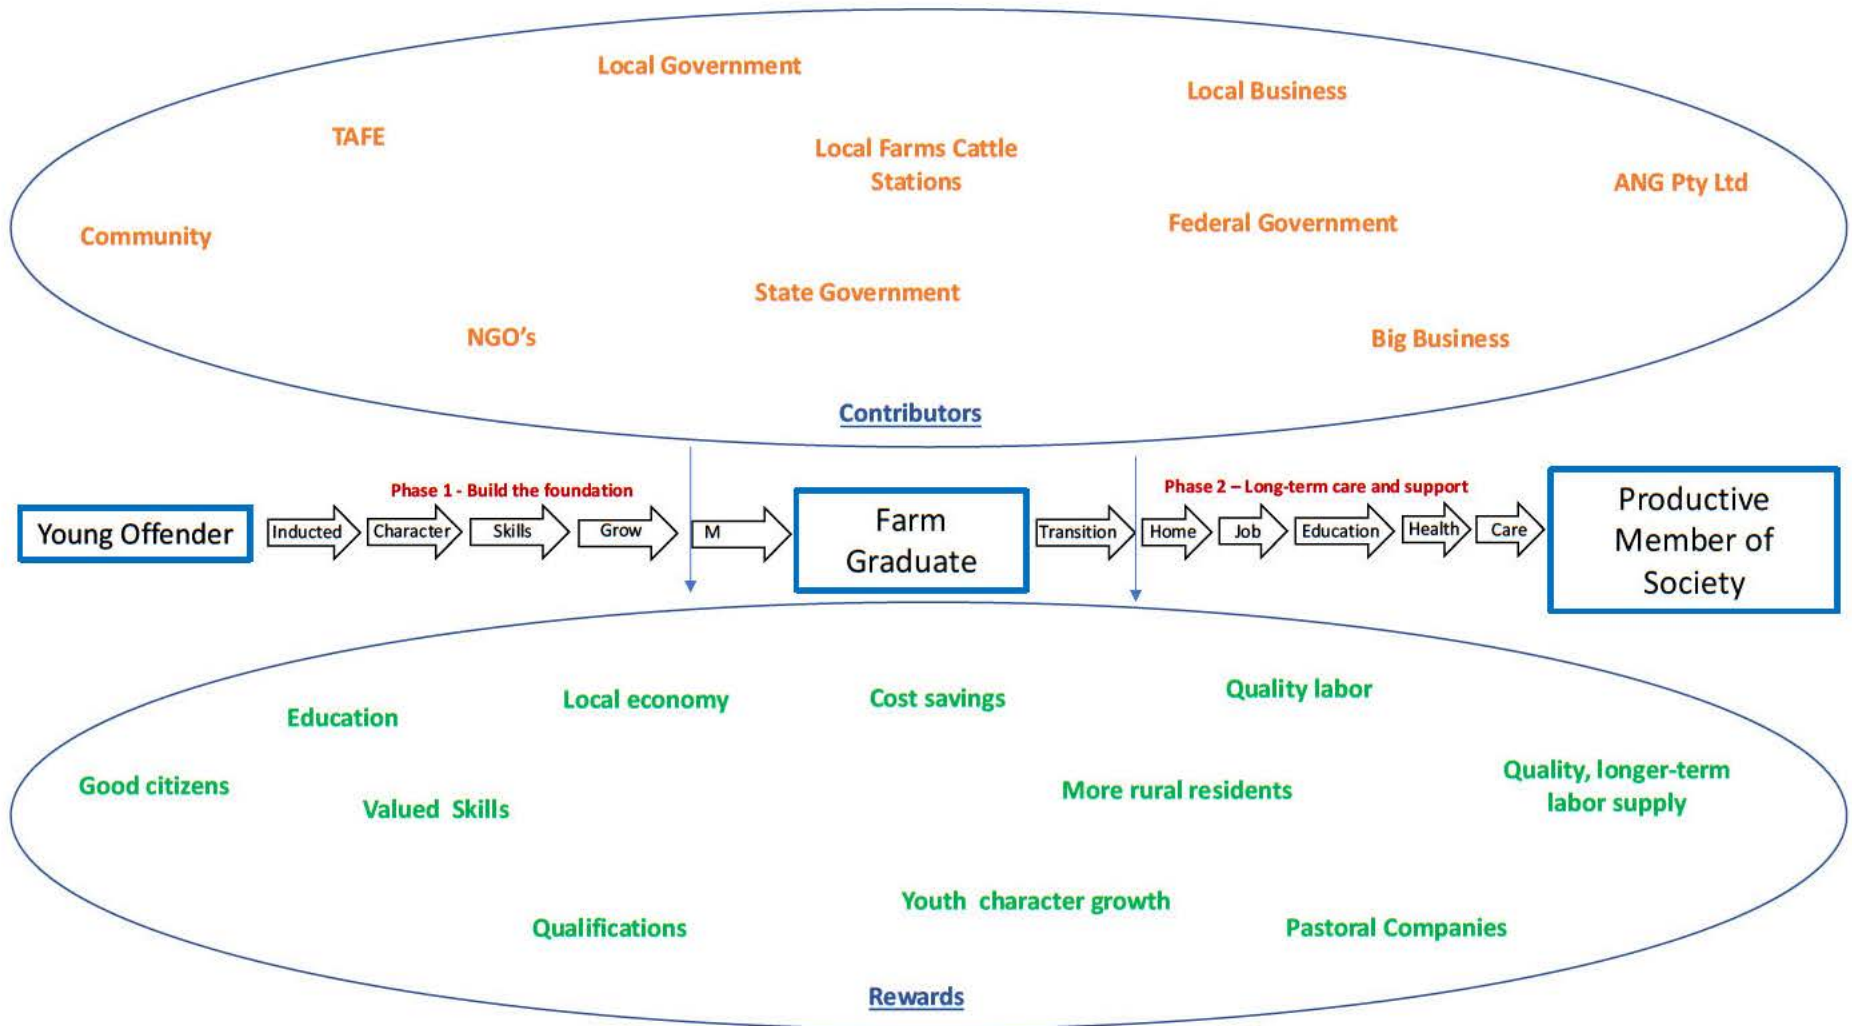 Local Government
Local Business
TAFE
Local Farms Cattle
Stations
ANG Pty Ltd
Community
Federal Government
State Government
NGO's
Big Business
Contributors
Phase 1 - Build the foundation
Phase 2 – Long-term care and support
Young Offender
Inducted
Character
Skills
Grow
M
Farm
Graduate
Transition
Home
Job
Education
Health
Care
Productive
Member of
Society
Education
Local economy
Cost savings
Quality labor
Good citizens
Valued  Skills
More rural residents
Quality, longer-term
labor supply
Youth  character growth
Qualifications
Pastoral Companies
Rewards